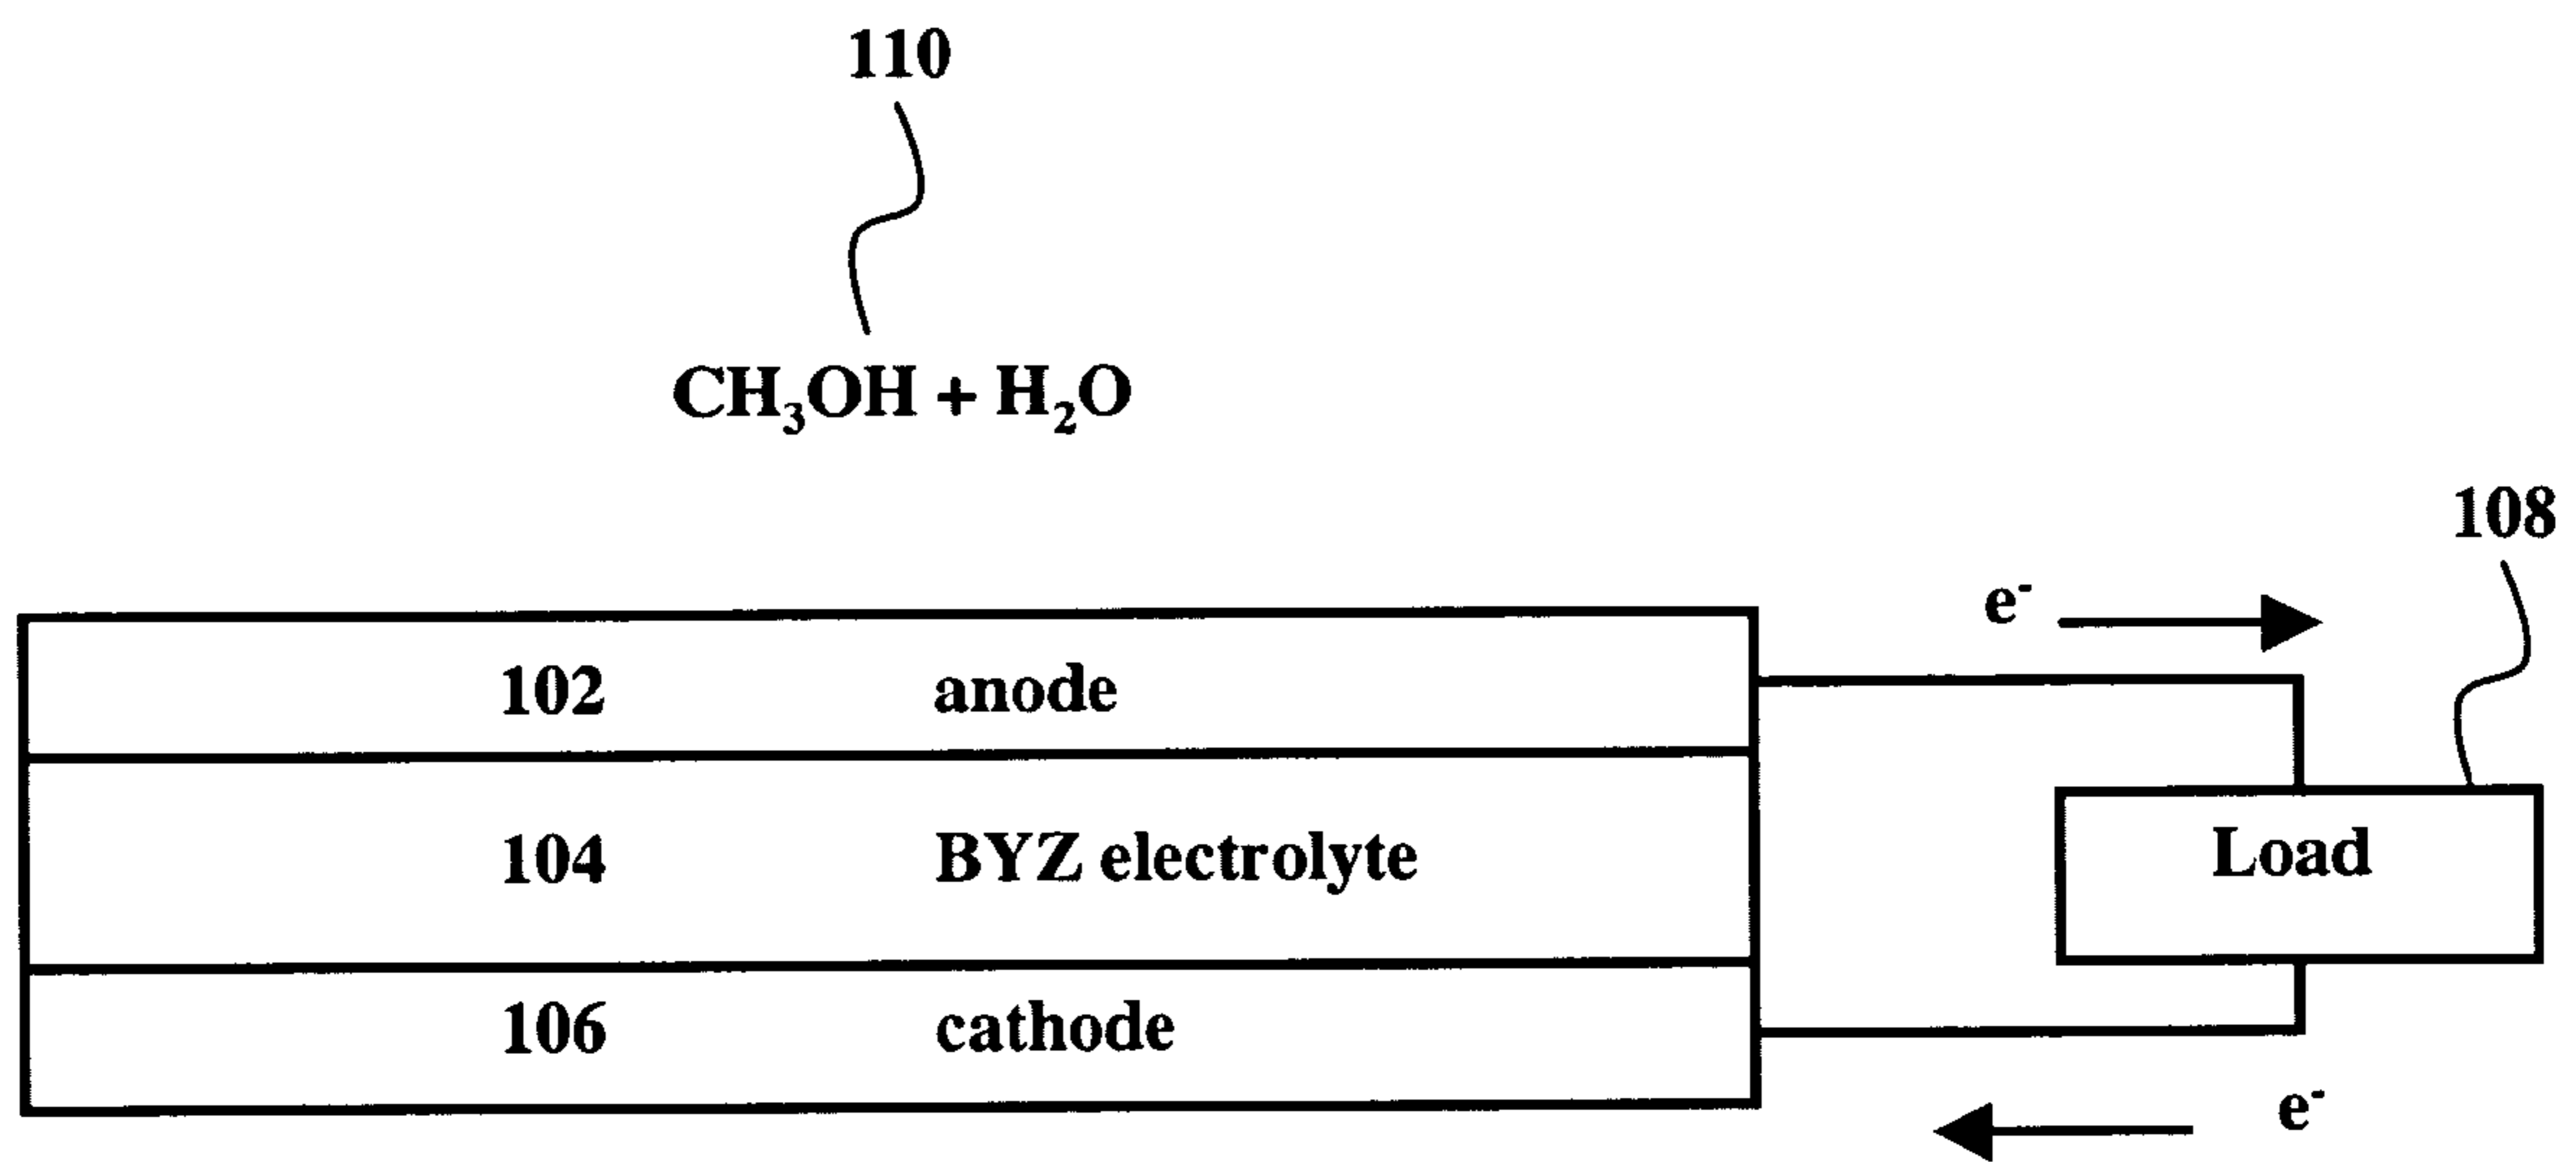 110
CH₃OH + H₂O
108
e⁻
102 anode
104 BYZ electrolyte
Load
106 cathode
e⁻